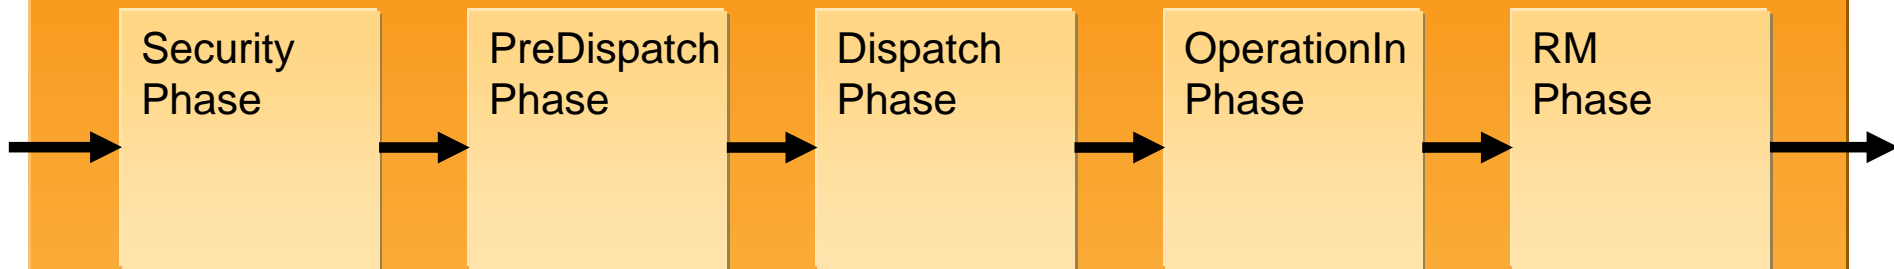 Security
Phase
PreDispatch
Phase
Dispatch
Phase
OperationIn
Phase
RM
Phase